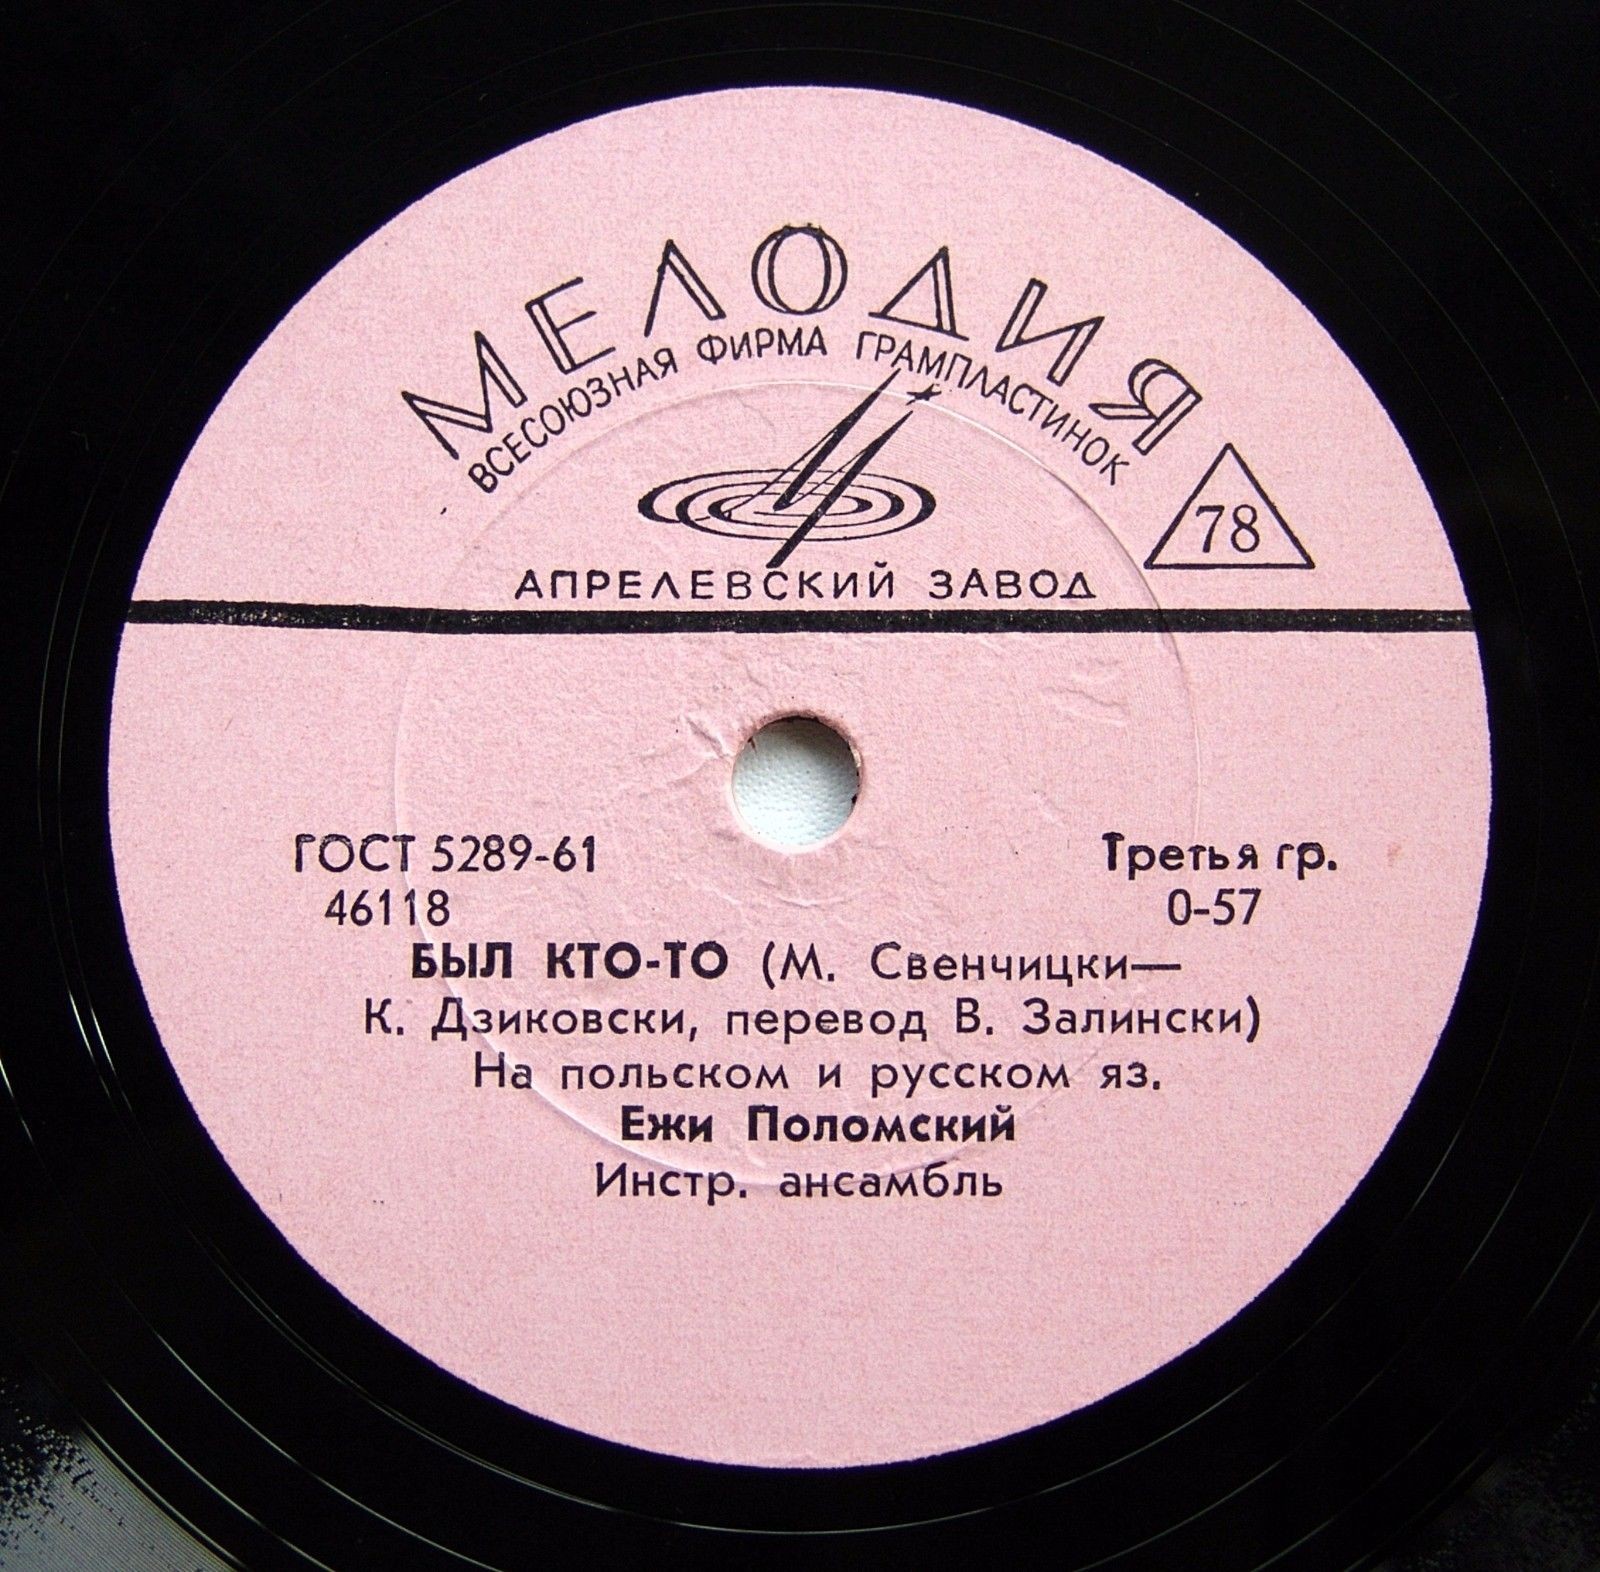 МЕЛОДИЯ
ВСЕСОЮЗНАЯ ФИРМА ГРАМПЛАСТИНОК
78
АПРЕЛЕВСКИЙ ЗАВОД
ГОСТ 5289-61 Третья гр.
46118 0-57
БЫЛ КТО-ТО (М. Свенчицки—
К. Дзиковски, перевод В. Залински)
На польском и русском яз.
Ежи Поломский
Инстр. ансамбль